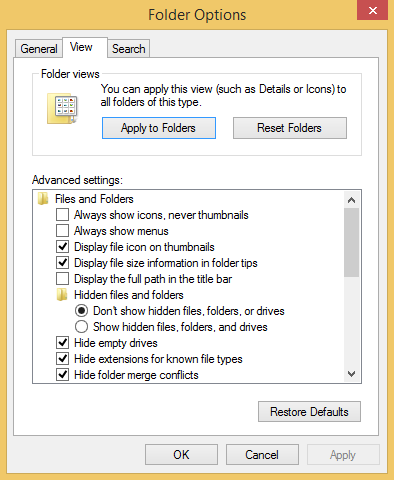 Folder Options
General View Search
Folder views
You can apply this view (such as Details or Icons) to
all folders of this type.
Apply to Folders Reset Folders
Advanced settings:
Files and Folders
Always show icons, never thumbnails
Always show menus
Display file icon on thumbnails
Display file size information in folder tips
Display the full path in the title bar
Hidden files and folders
Don't show hidden files, folders, or drives
Show hidden files, folders, and drives
Hide empty drives
Hide extensions for known file types
Hide folder merge conflicts
Restore Defaults
OK Cancel Apply